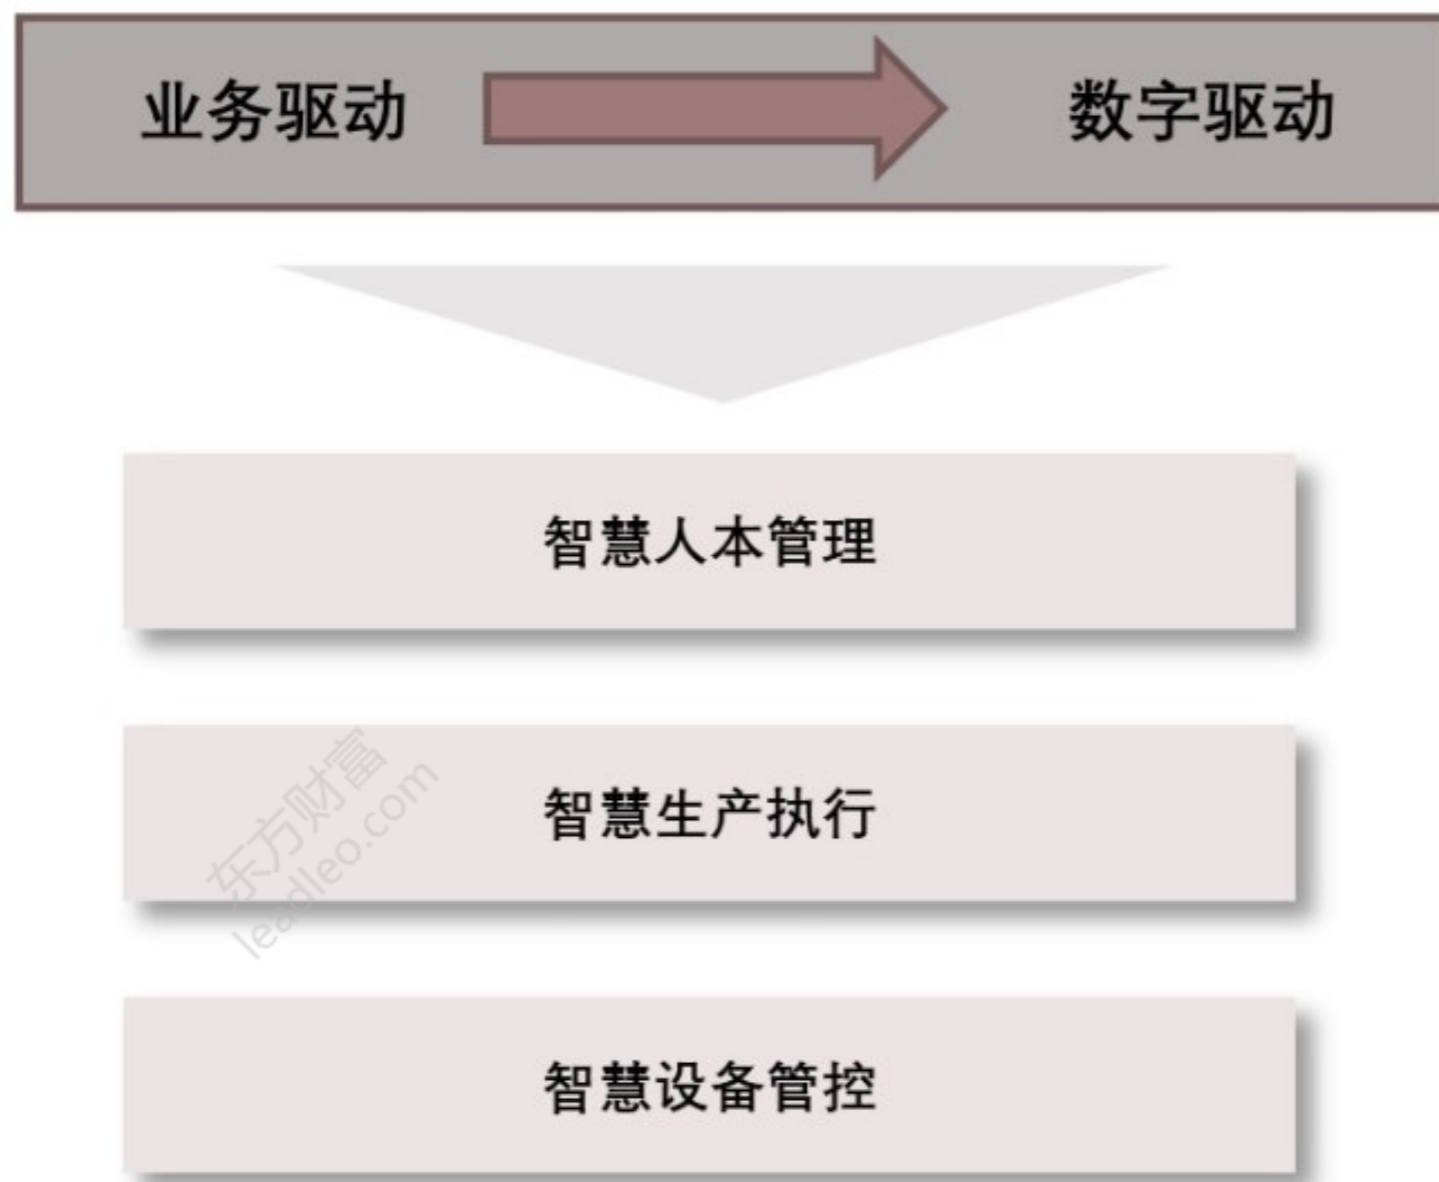 业务驱动 数字驱动
智慧人本管理
智慧生产执行
东方财富
leadleo.com
智慧设备管控